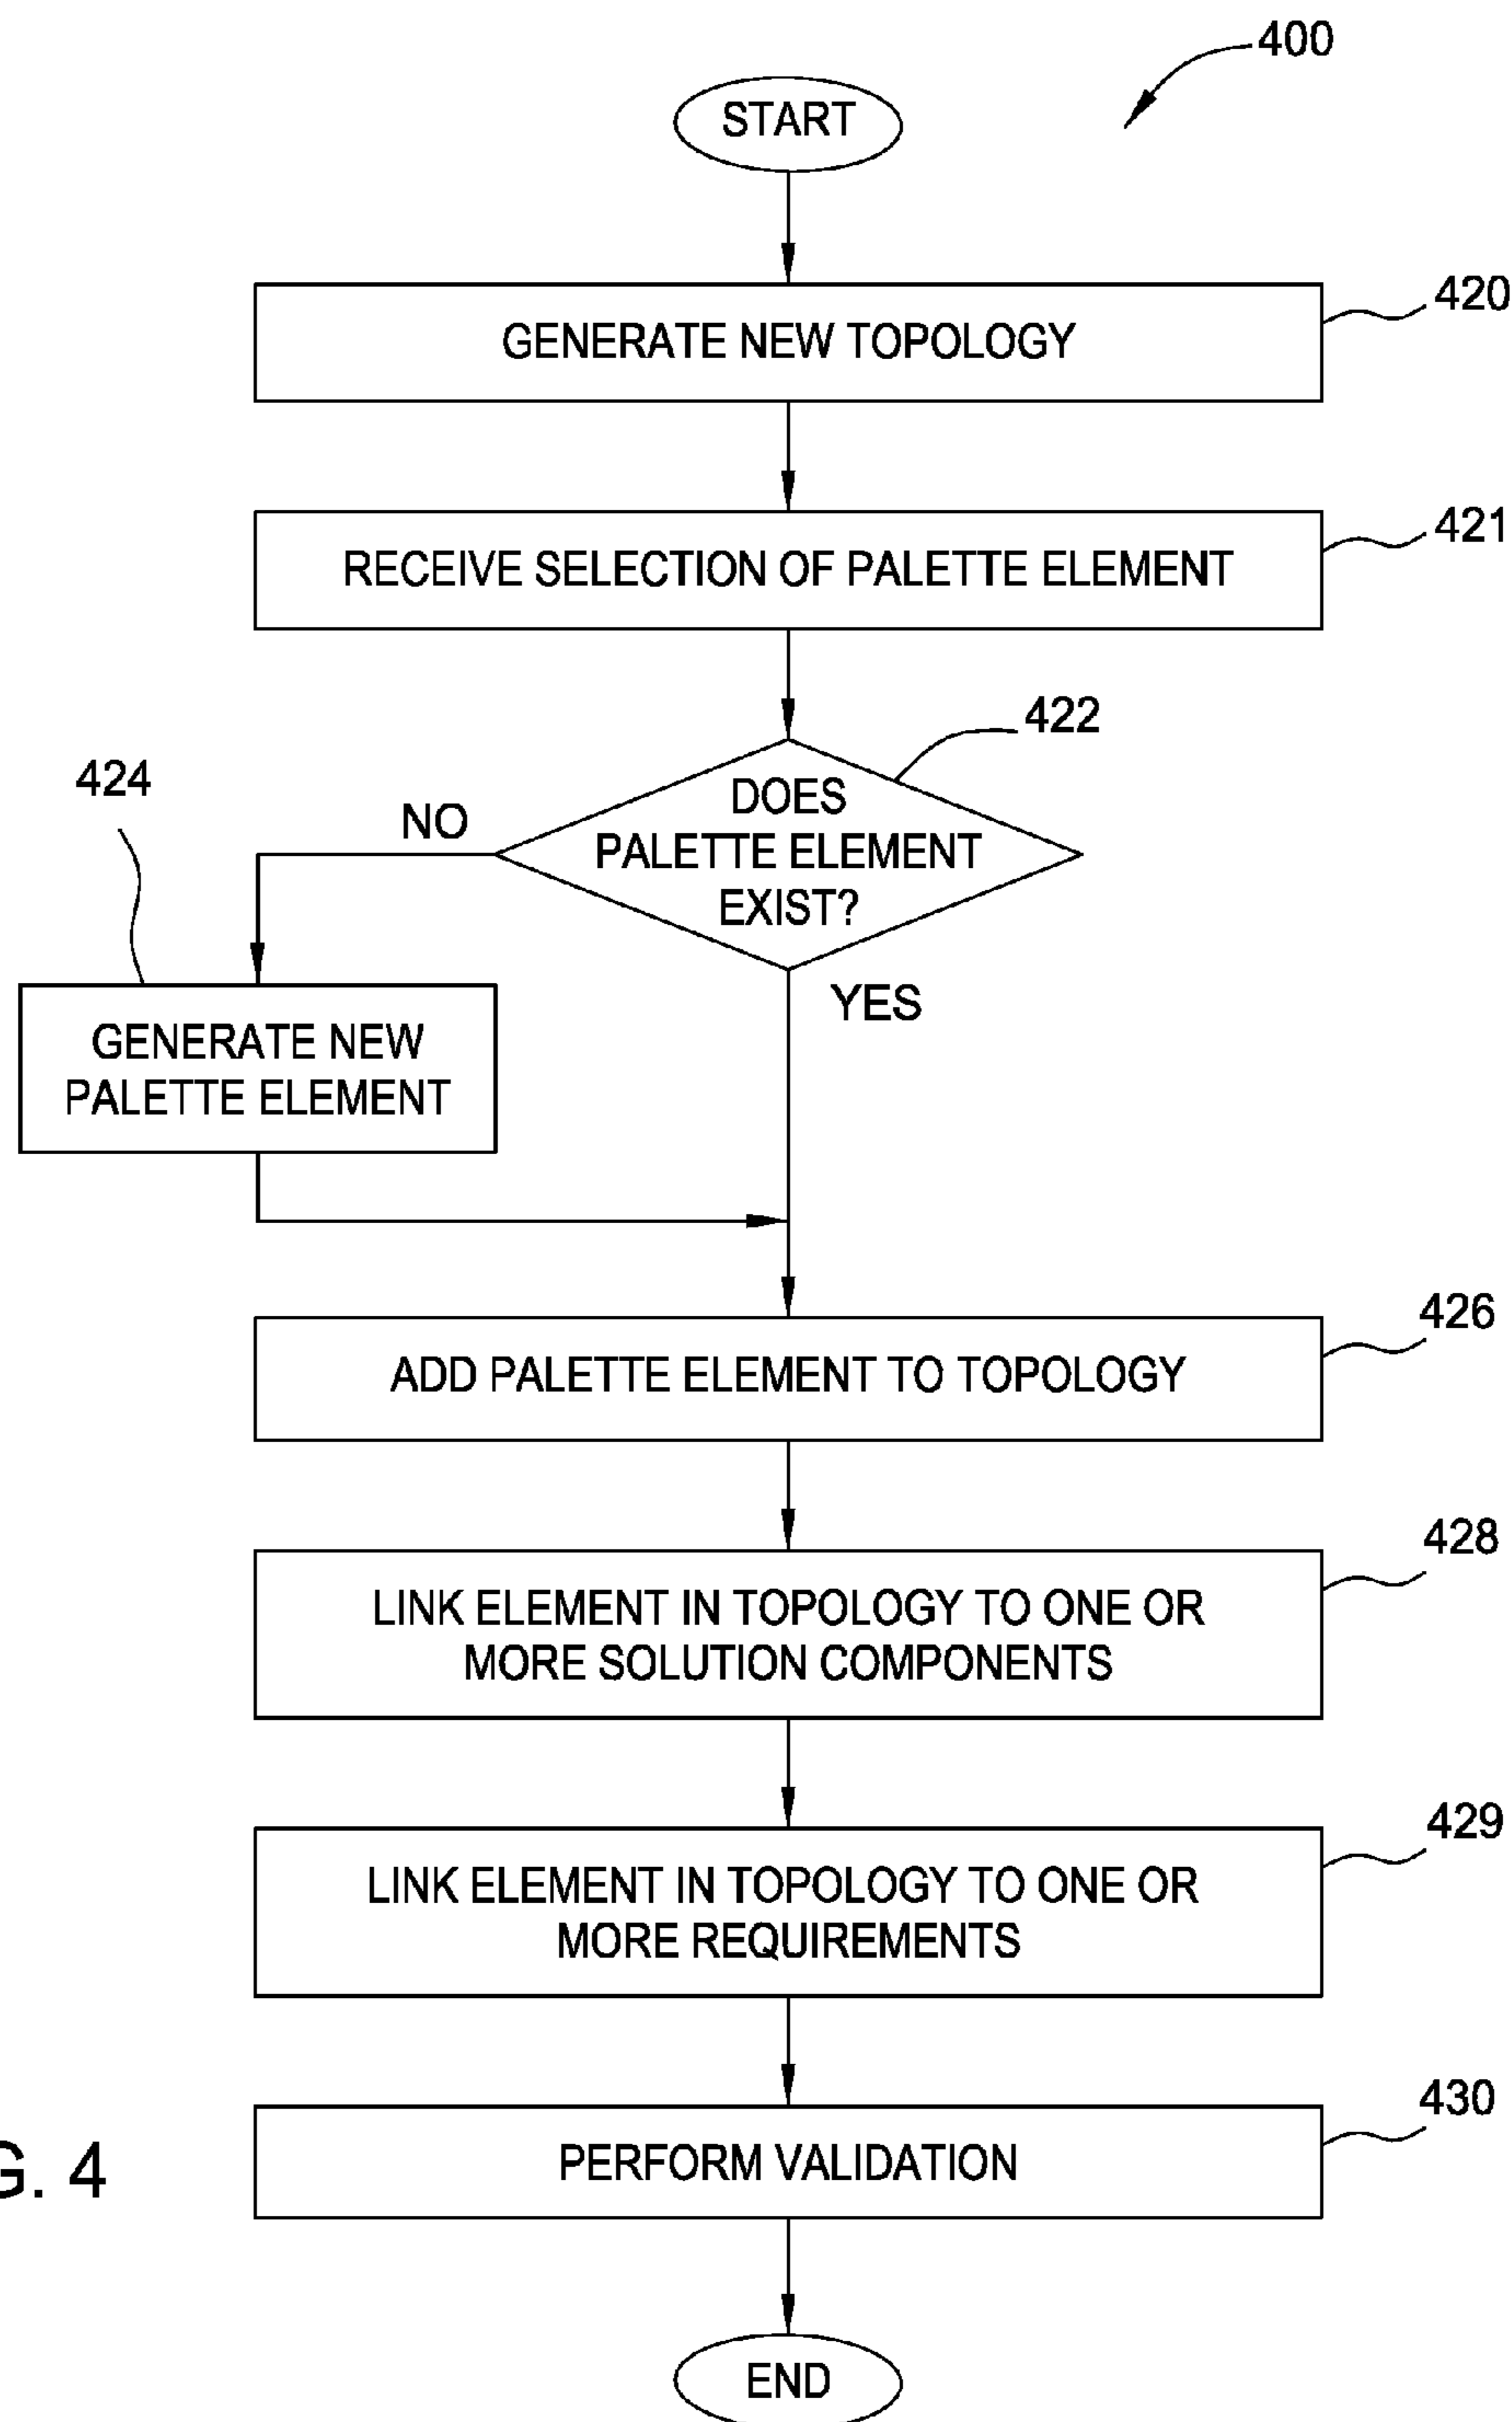 400
START
420
GENERATE NEW TOPOLOGY
421
RECEIVE SELECTION OF PALETTE ELEMENT
422
DOES
PALETTE ELEMENT
EXIST?
NO
YES
424
GENERATE NEW
PALETTE ELEMENT
426
ADD PALETTE ELEMENT TO TOPOLOGY
428
LINK ELEMENT IN TOPOLOGY TO ONE OR
MORE SOLUTION COMPONENTS
429
LINK ELEMENT IN TOPOLOGY TO ONE OR
MORE REQUIREMENTS
430
PERFORM VALIDATION
G. 4
END